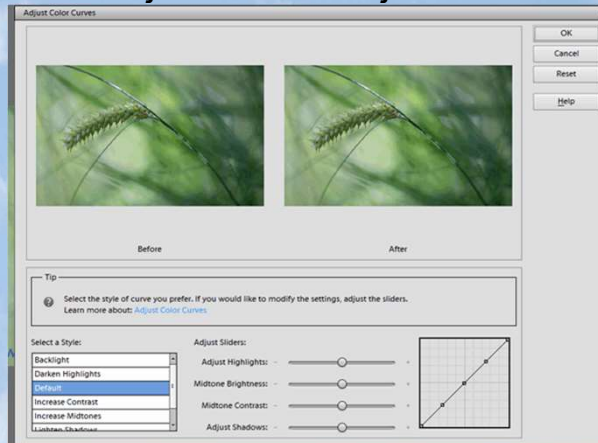 Adjust Color Curves
OK
Cancel
Reset
Help
Before
After
Tip
Select the style of curve you prefer. If you would like to modify the settings, adjust the sliders.
Learn more about: Adjust Color Curves
Select a Style:
Adjust Sliders:
Backlight
Darken Highlights
Default
Increase Contrast
Increase Midtones
Lighten Shadows
Adjust Highlights:
Midtone Brightness:
Midtone Contrast:
Adjust Shadows: